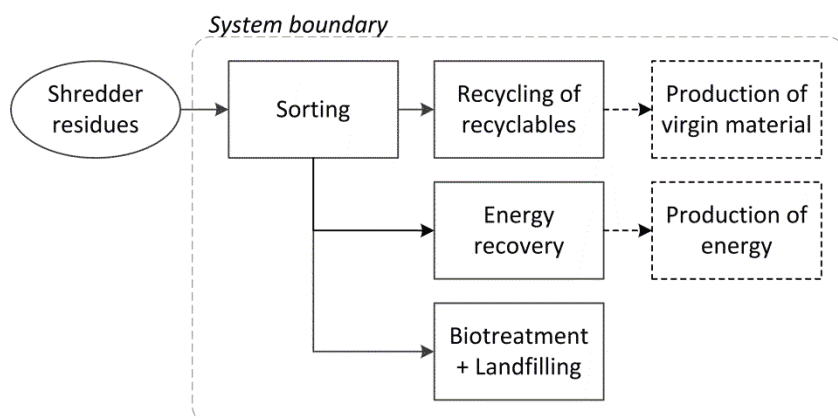 System boundary
Shredder
residues
Sorting
Recycling of
recyclables
Production of
virgin material
Energy
recovery
Production of
energy
Biotreatment
+ Landfilling